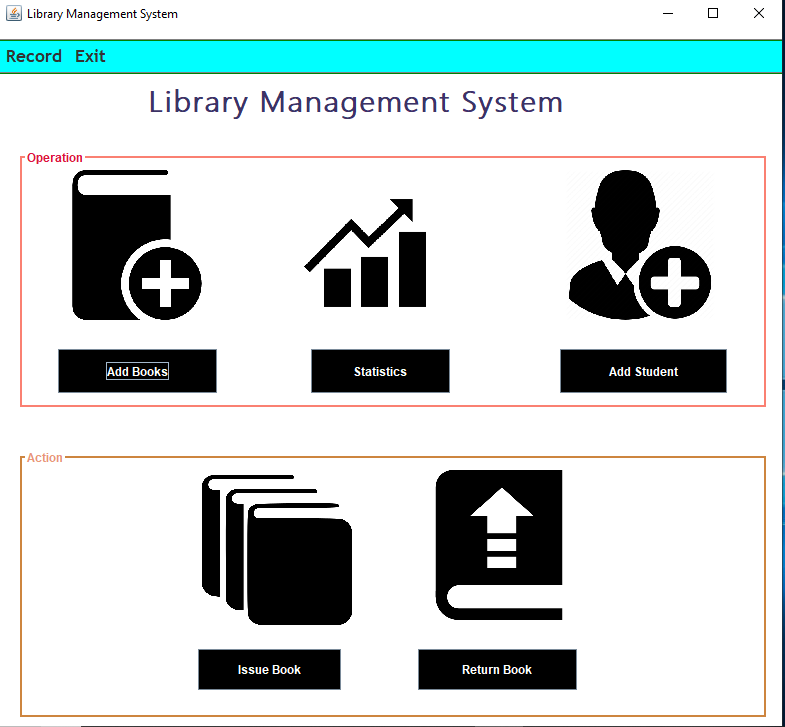 Library Management System
Record Exit
Library Management System
Operation
Add Books Statistics Add Student
Action
Issue Book Return Book